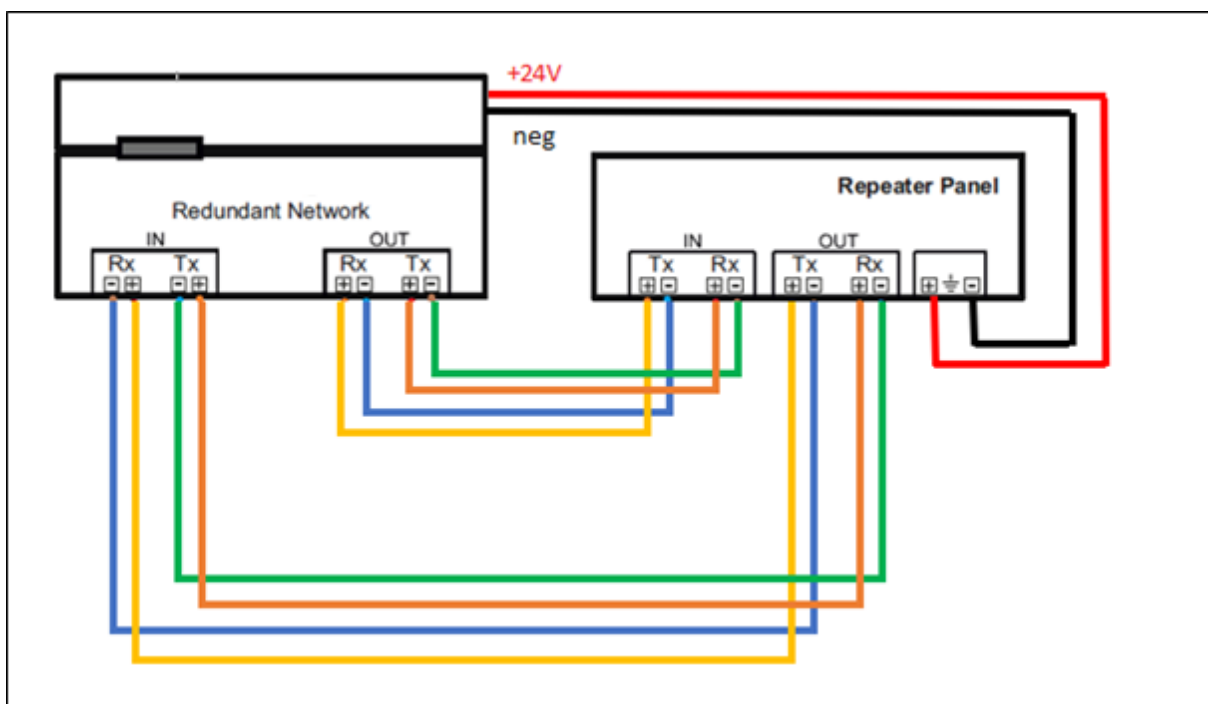 +24V
neg
Repeater Panel
Redundant Network
IN
OUT
Rx Tx
- + - +
Rx Tx
+ - + -
IN
OUT
Tx Rx
+ - + -
Tx Rx
+ - + -
+ ⏚ -